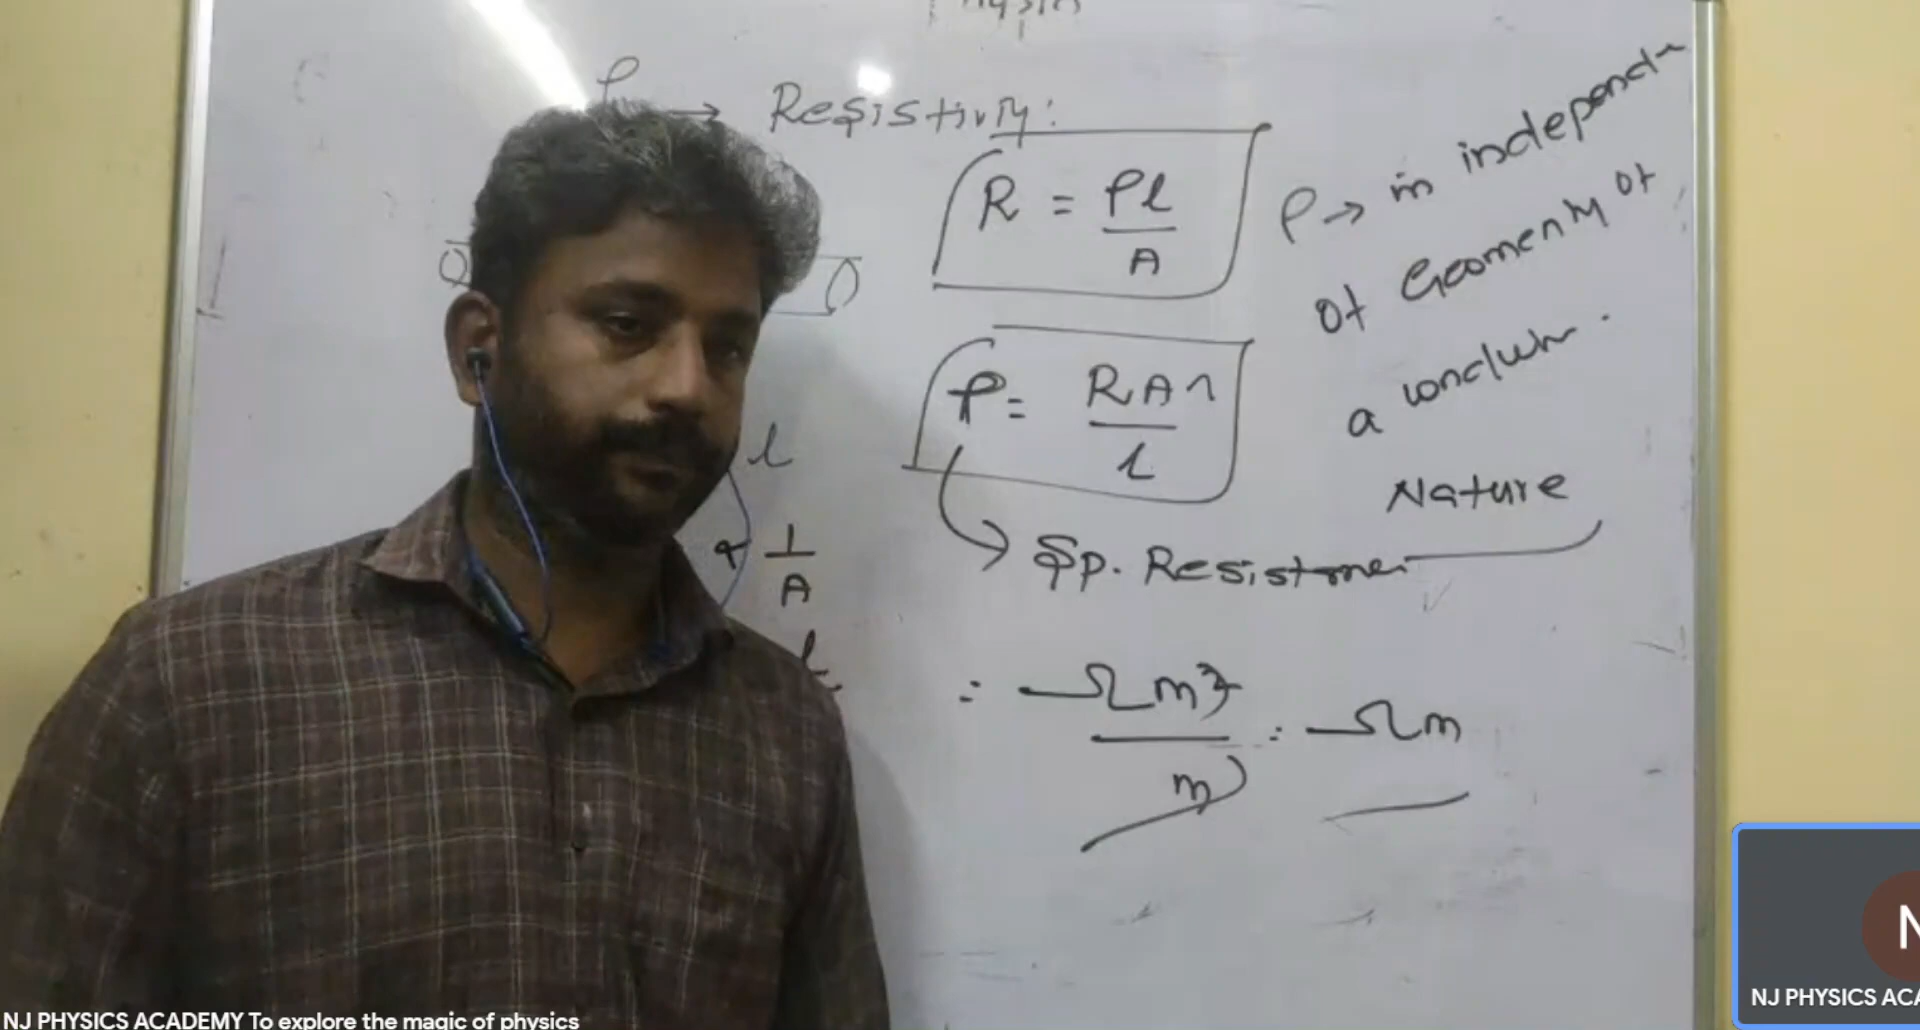 ρ → Resistivity:
R = ρl
A
ρ → is independent
of Geometry of
a conductor.
Nature
ρ = RA
l
→ Sp. Resistance
l
α 1
A
= Ωm²
m
= Ωm
NJ PHYSICS ACADEMY To explore the magic of physics
N
NJ PHYSICS ACA